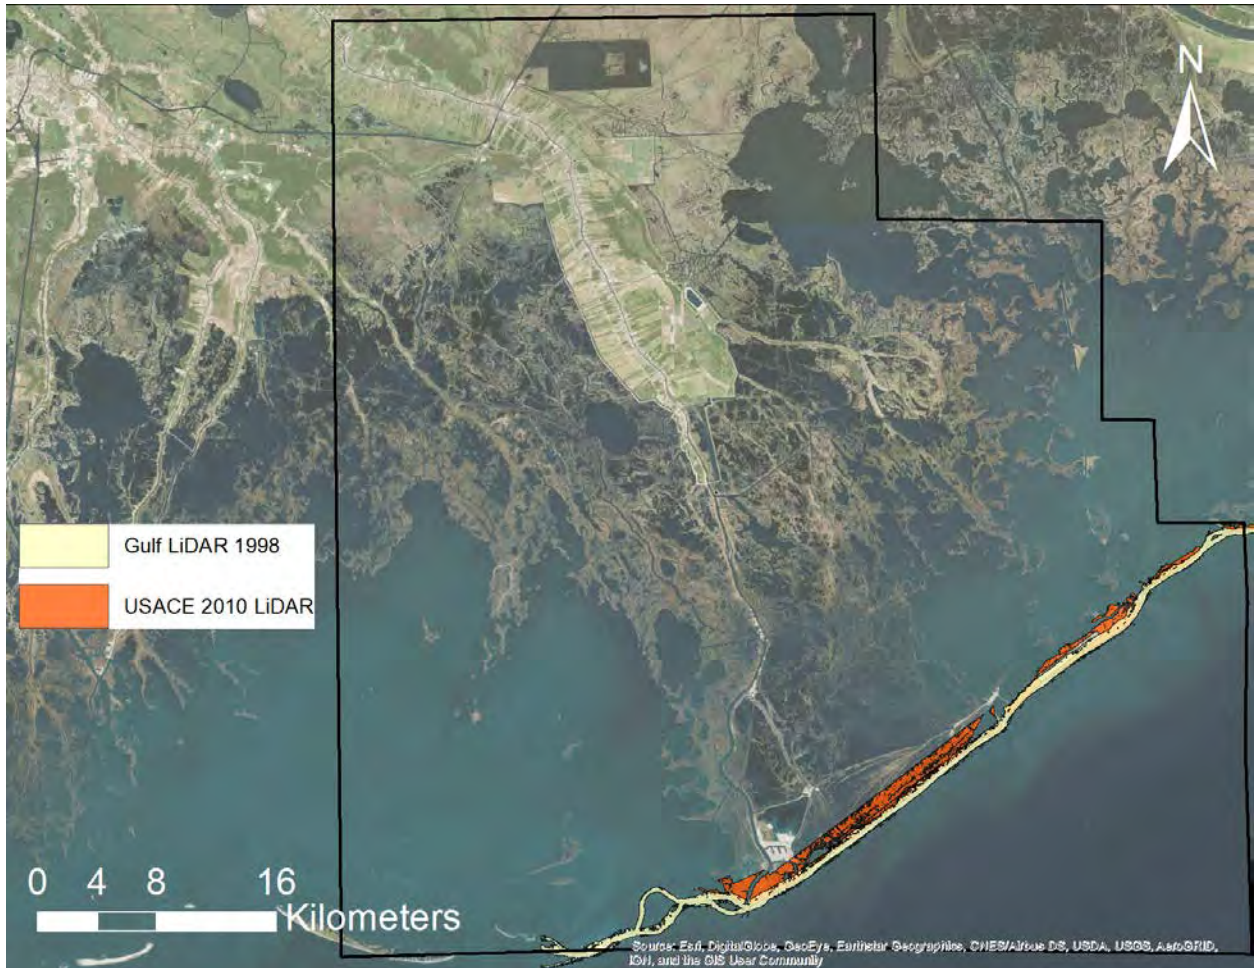 N
Gulf LiDAR 1998
USACE 2010 LiDAR
0 4 8 16
Kilometers
Source: Esri, DigitalGlobe, GeoEye, Earthstar Geographics, CNES/Airbus DS, USDA, USGS, AeroGRID,
IGN, and the GIS User Community